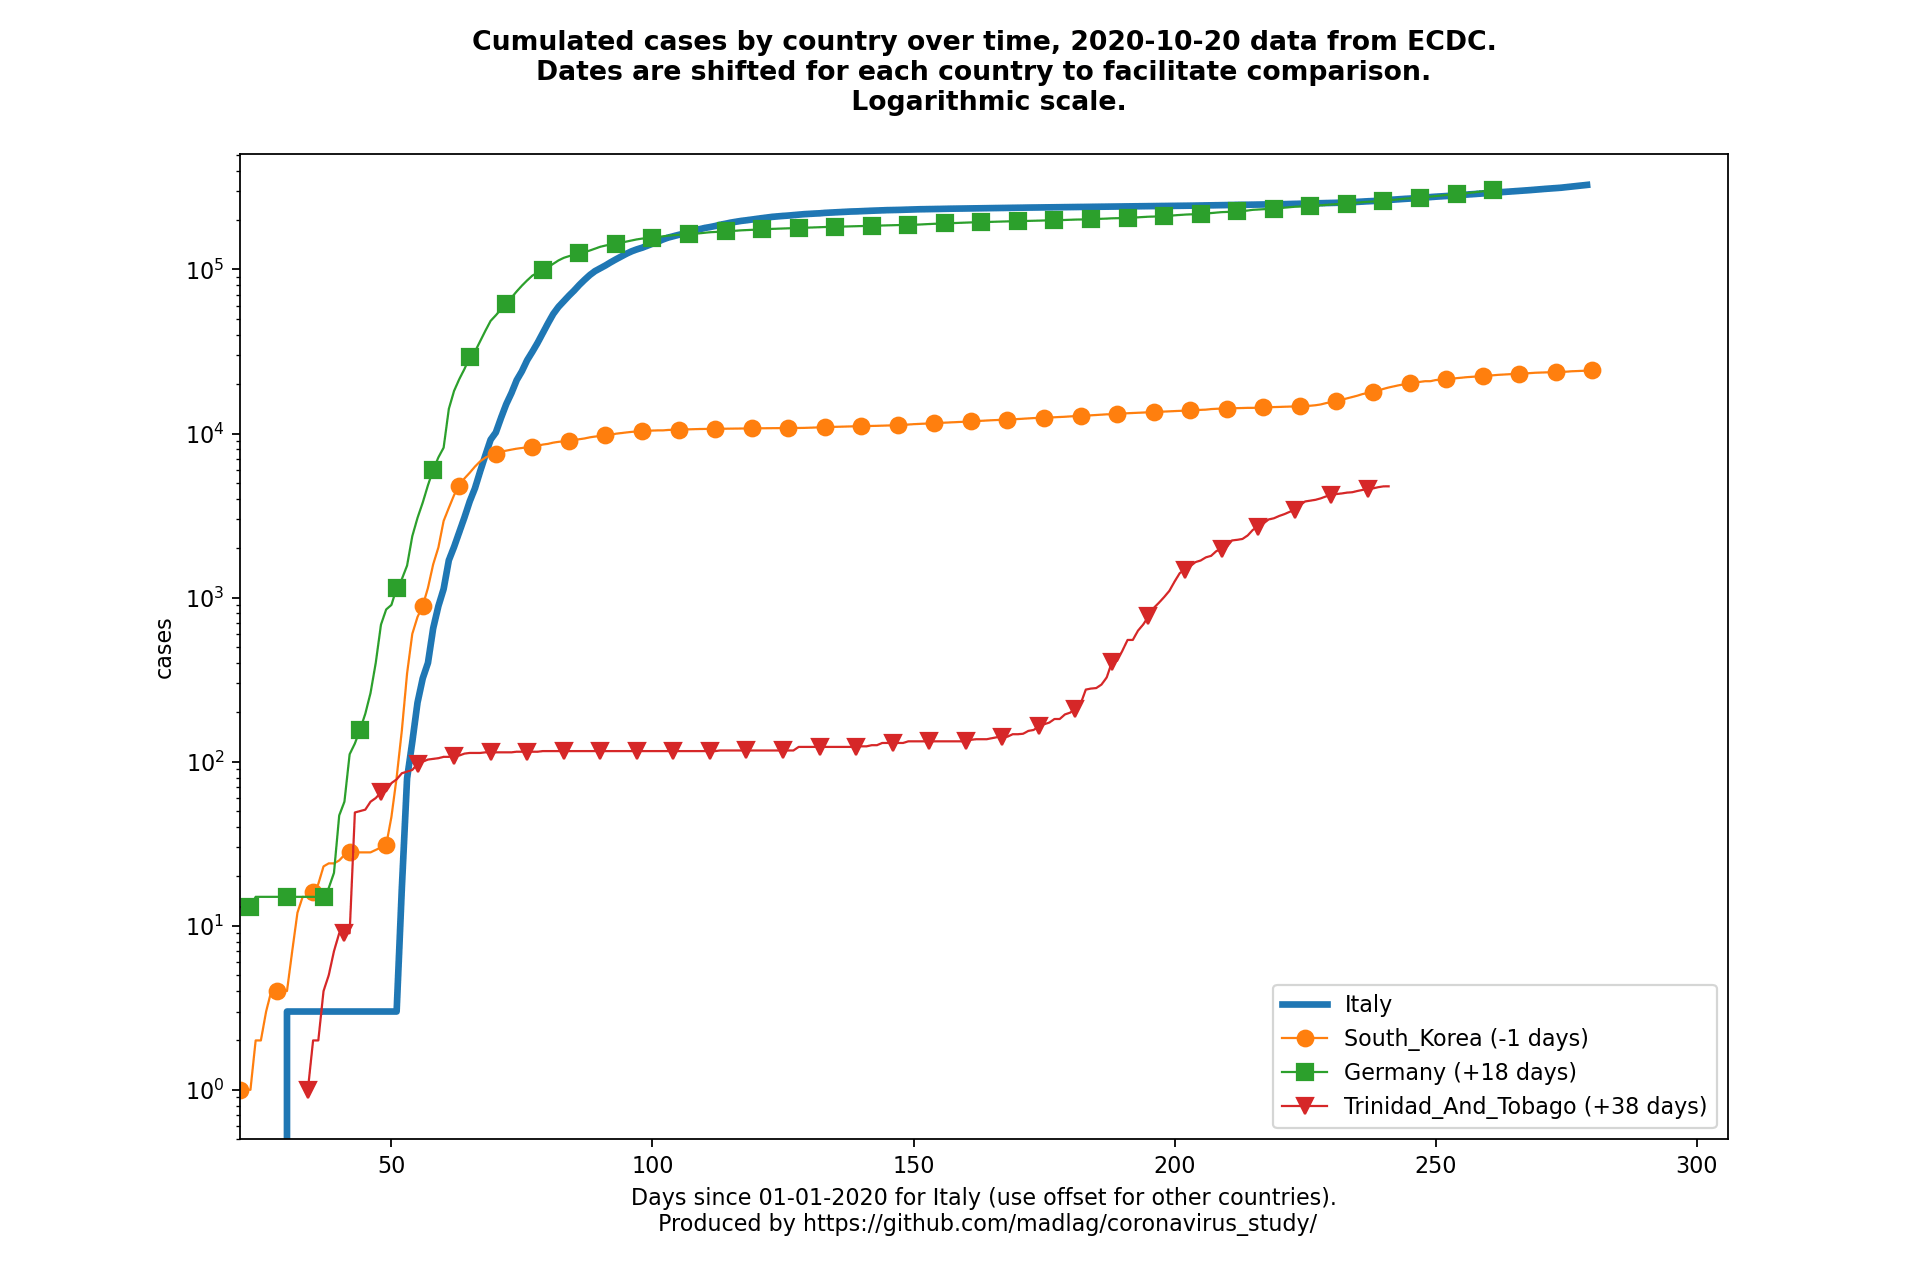 Cumulated cases by country over time, 2020-10-20 data from ECDC.
Dates are shifted for each country to facilitate comparison.
Logarithmic scale.
10^5
10^4
10^3
10^2
10^1
10^0
cases
Italy
South_Korea (-1 days)
Germany (+18 days)
Trinidad_And_Tobago (+38 days)
50 100 150 200 250 300
Days since 01-01-2020 for Italy (use offset for other countries).
Produced by https://github.com/madlag/coronavirus_study/